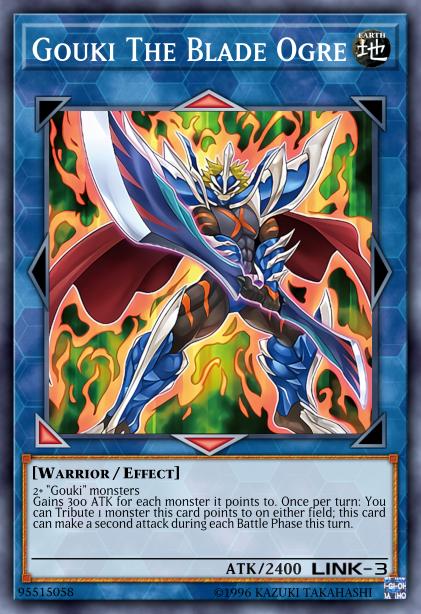 GOUKI THE BLADE OGRE
EARTH
地
[WARRIOR / EFFECT]
2+ "Gouki" monsters
Gains 300 ATK for each monster it points to. Once per turn: You
can Tribute 1 monster this card points to on either field; this card
can make a second attack during each Battle Phase this turn.
ATK/2400 LINK-3
95515058
©1996 KAZUKI TAKAHASHI